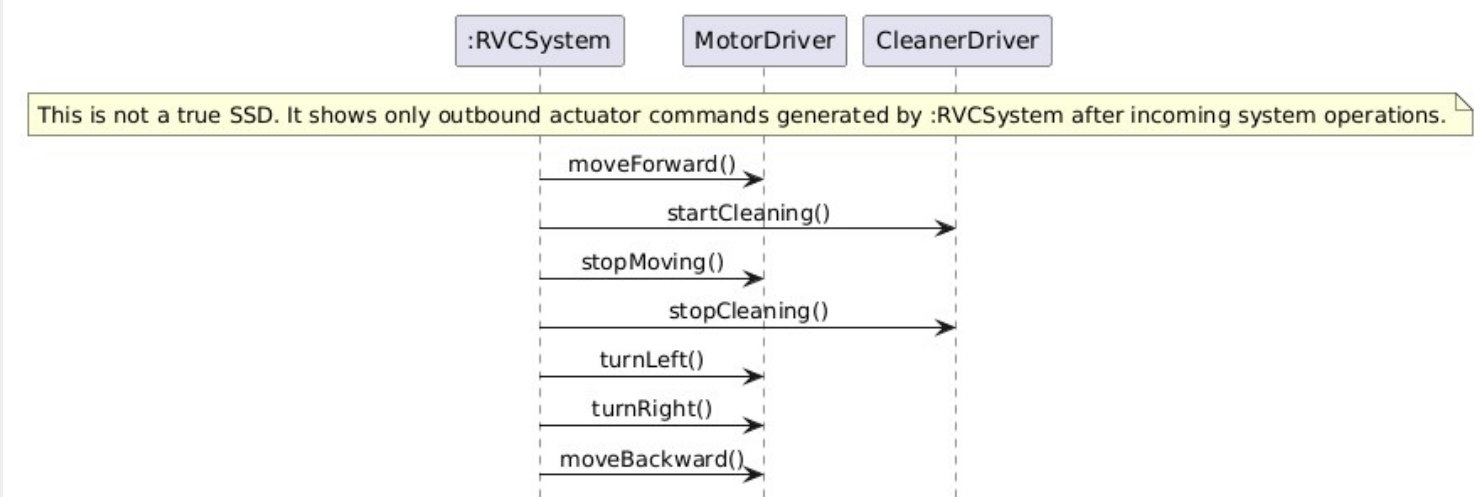 :RVCSystem MotorDriver CleanerDriver
This is not a true SSD. It shows only outbound actuator commands generated by :RVCSystem after incoming system operations.
moveForward()
startCleaning()
stopMoving()
stopCleaning()
turnLeft()
turnRight()
moveBackward()